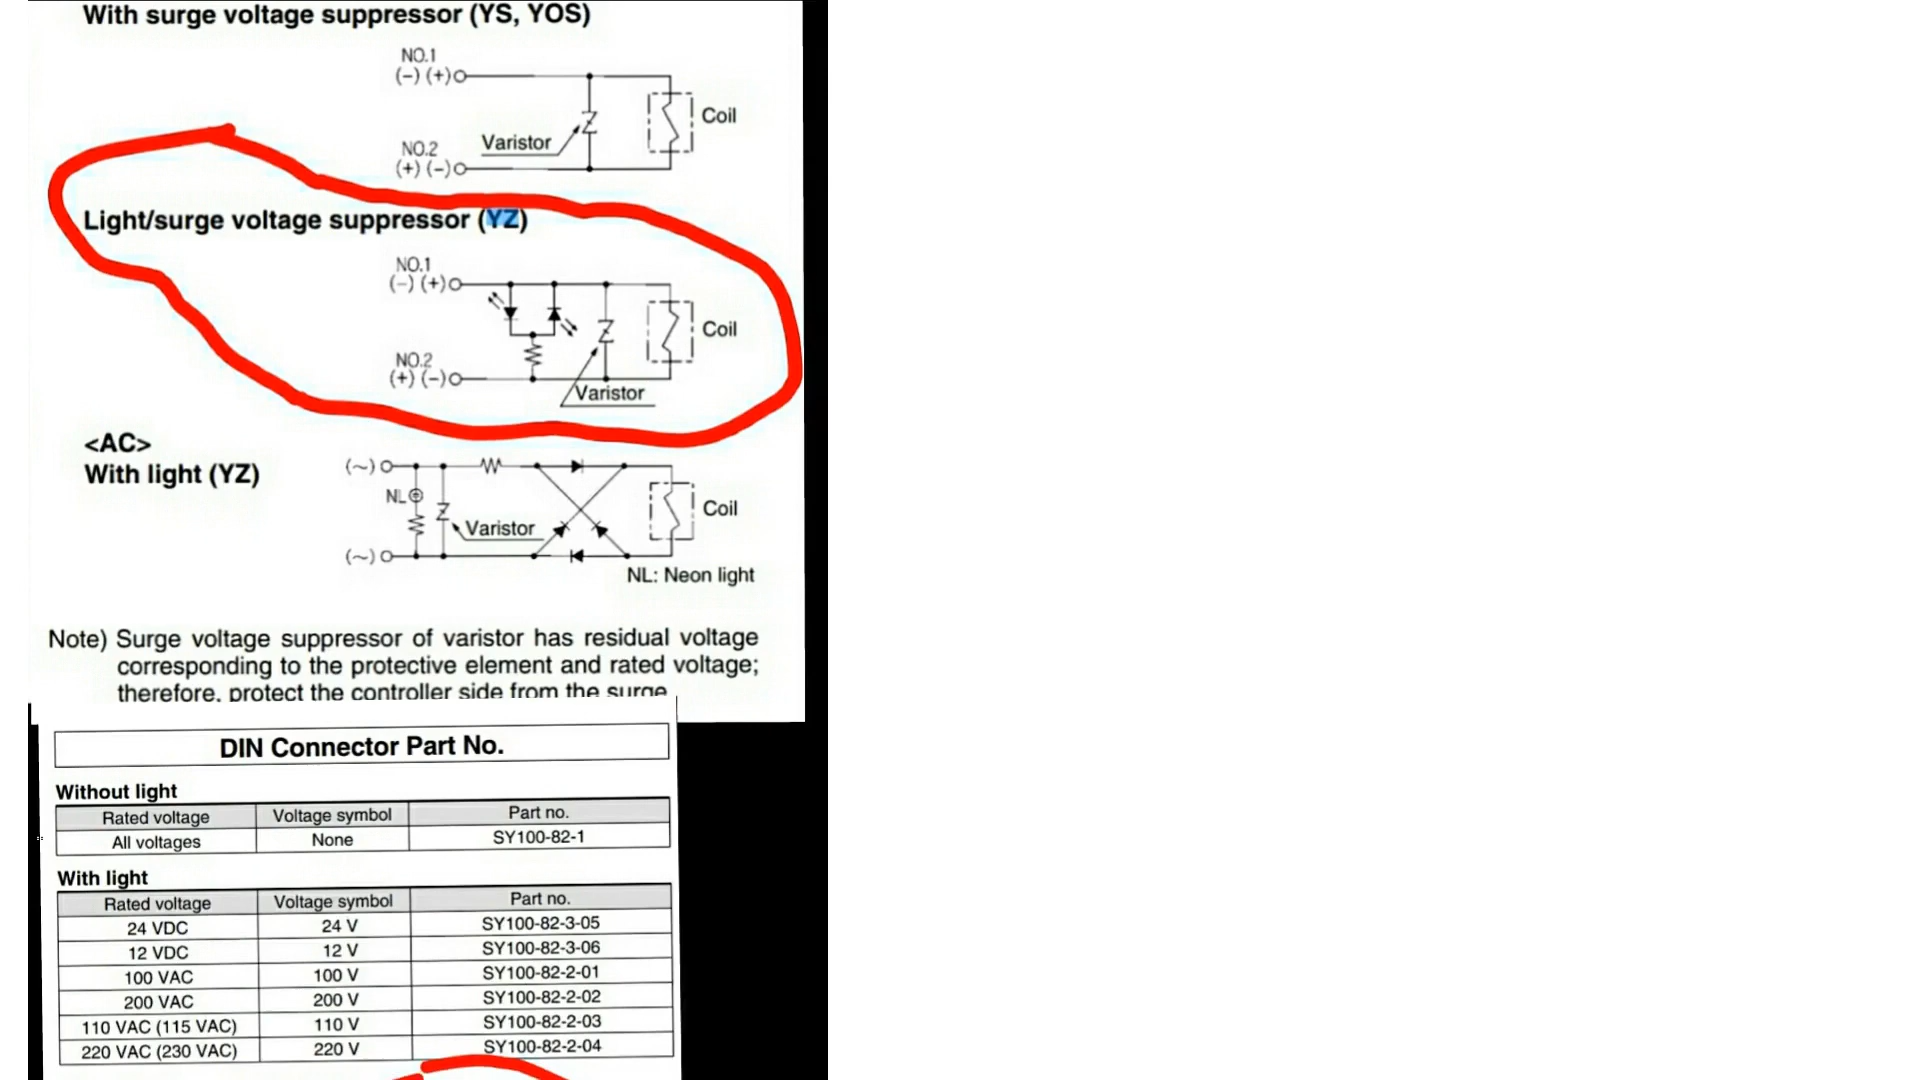 With surge voltage suppressor (YS, YOS)
NO.1
(−) (+)
Coil
Varistor
NO.2
(+) (−)
Light/surge voltage suppressor (YZ)
NO.1
(−) (+)
Coil
NO.2
(+) (−)
Varistor
<AC>
With light (YZ)
(~)
NL
Coil
Varistor
(~)
NL: Neon light
Note) Surge voltage suppressor of varistor has residual voltage
corresponding to the protective element and rated voltage;
therefore, protect the controller side from the surge
DIN Connector Part No.
Without light
Rated voltage Voltage symbol Part no.
All voltages None SY100-82-1
With light
Rated voltage Voltage symbol Part no.
24 VDC 24 V SY100-82-3-05
12 VDC 12 V SY100-82-3-06
100 VAC 100 V SY100-82-2-01
200 VAC 200 V SY100-82-2-02
110 VAC (115 VAC) 110 V SY100-82-2-03
220 VAC (230 VAC) 220 V SY100-82-2-04